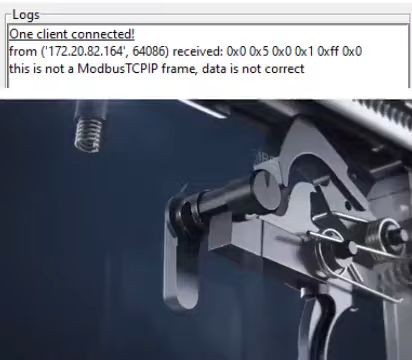 Logs
One client connected!
from ('172.20.82.164', 64086) received: 0x0 0x5 0x0 0x1 0xff 0x0
this is not a ModbusTCPIP frame, data is not correct